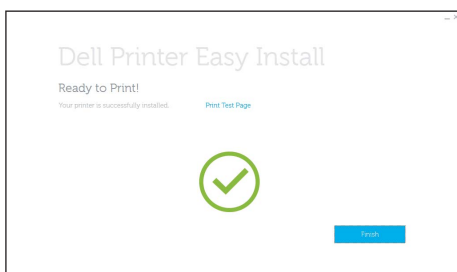 Dell Printer Easy Install
Ready to Print!
Your printer is successfully installed. Print Test Page
Finish